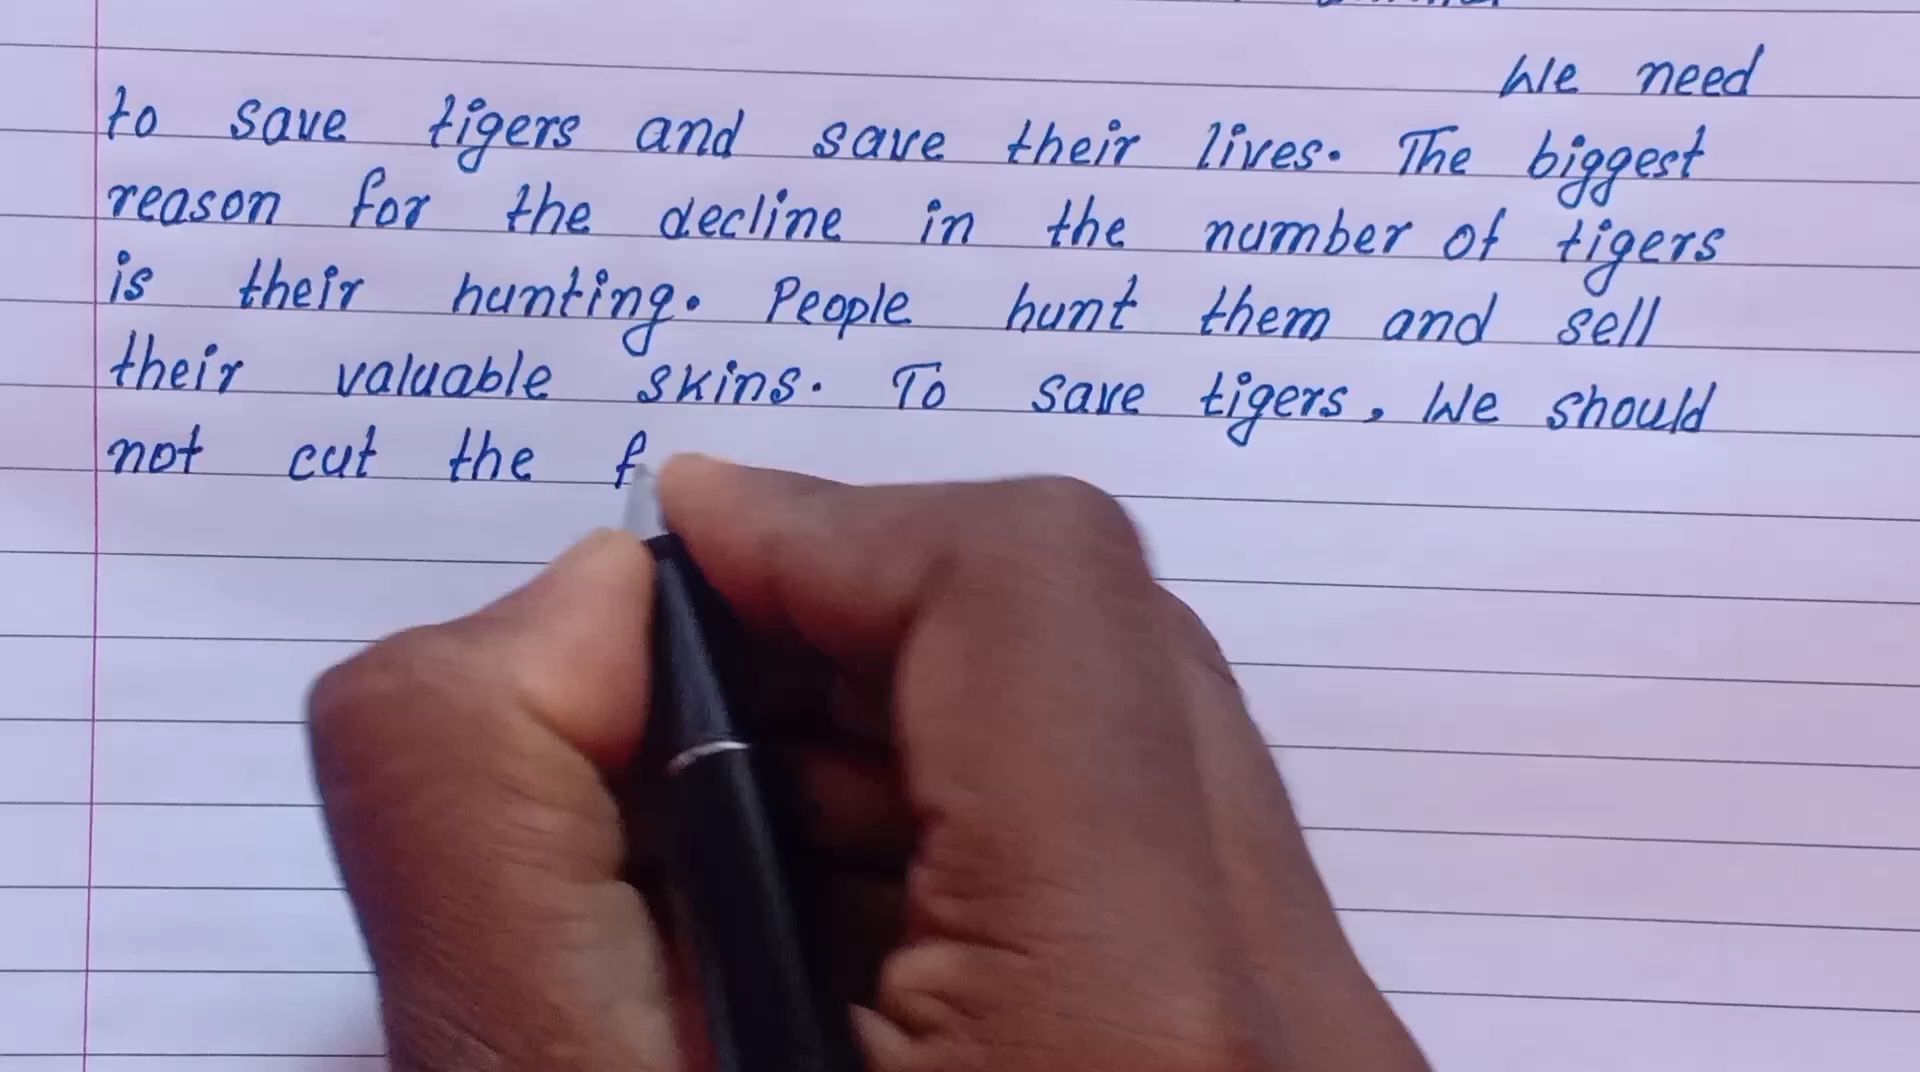 We need
to save tigers and save their lives. The biggest
reason for the decline in the number of tigers
is their hunting. People hunt them and sell
their valuable skins. To save tigers, We should
not cut the f